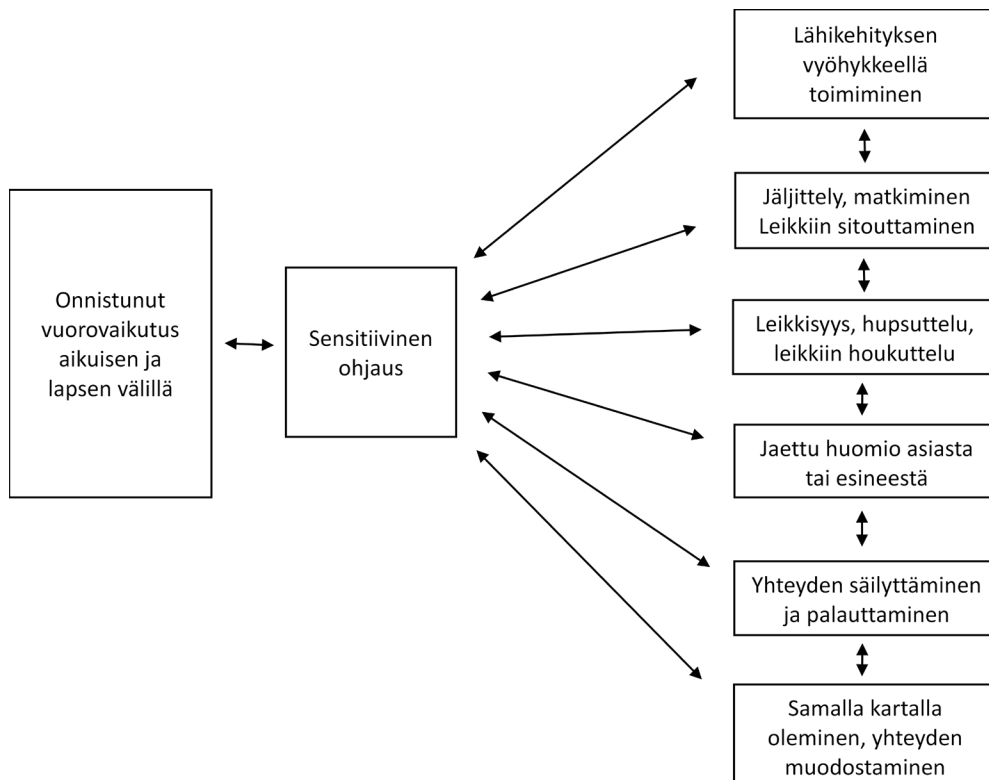 Onnistunut
vuorovaikutus
aikuisen ja
lapsen välillä
Sensitiivinen
ohjaus
Lähikehityksen
vyöhykkeellä
toimiminen
Jäljittely, matkiminen
Leikkiin sitouttaminen
Leikkisyys, hupsuttelu,
leikkiin houkuttelu
Jaettu huomio asiasta
tai esineestä
Yhteyden säilyttäminen
ja palauttaminen
Samalla kartalla
oleminen, yhteyden
muodostaminen